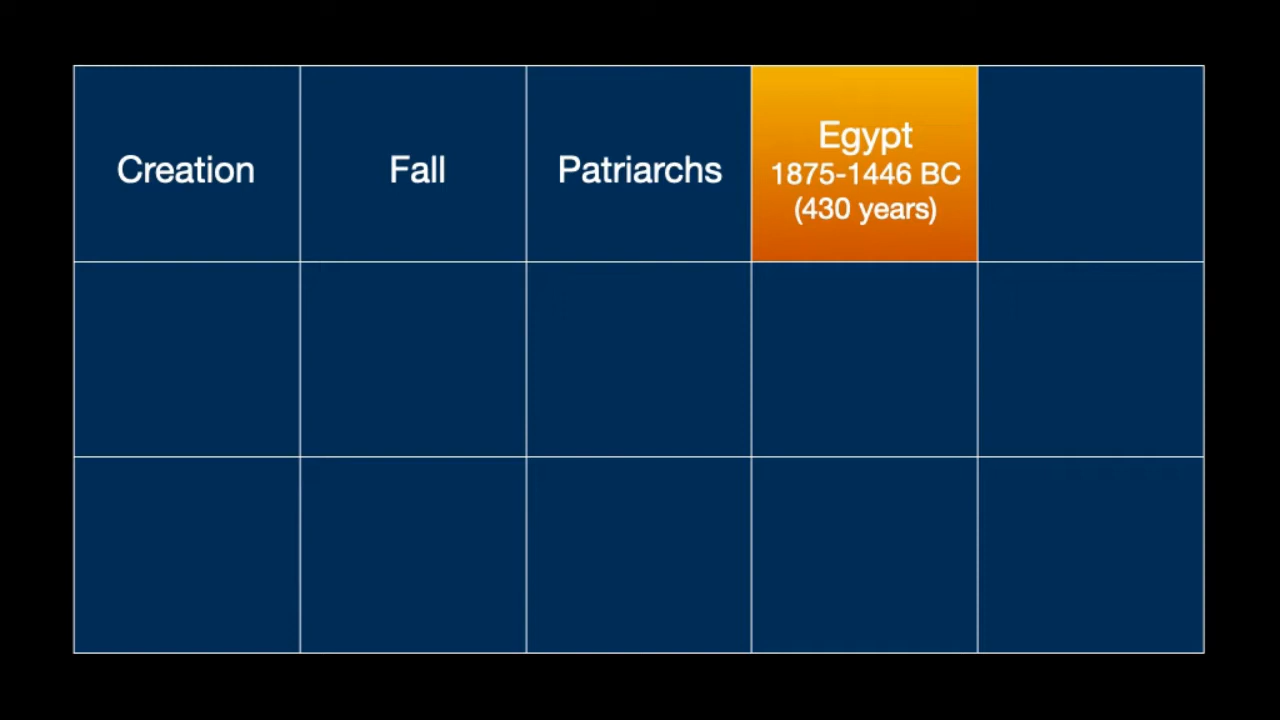 Creation
Fall
Patriarchs
Egypt
1875-1446 BC
(430 years)